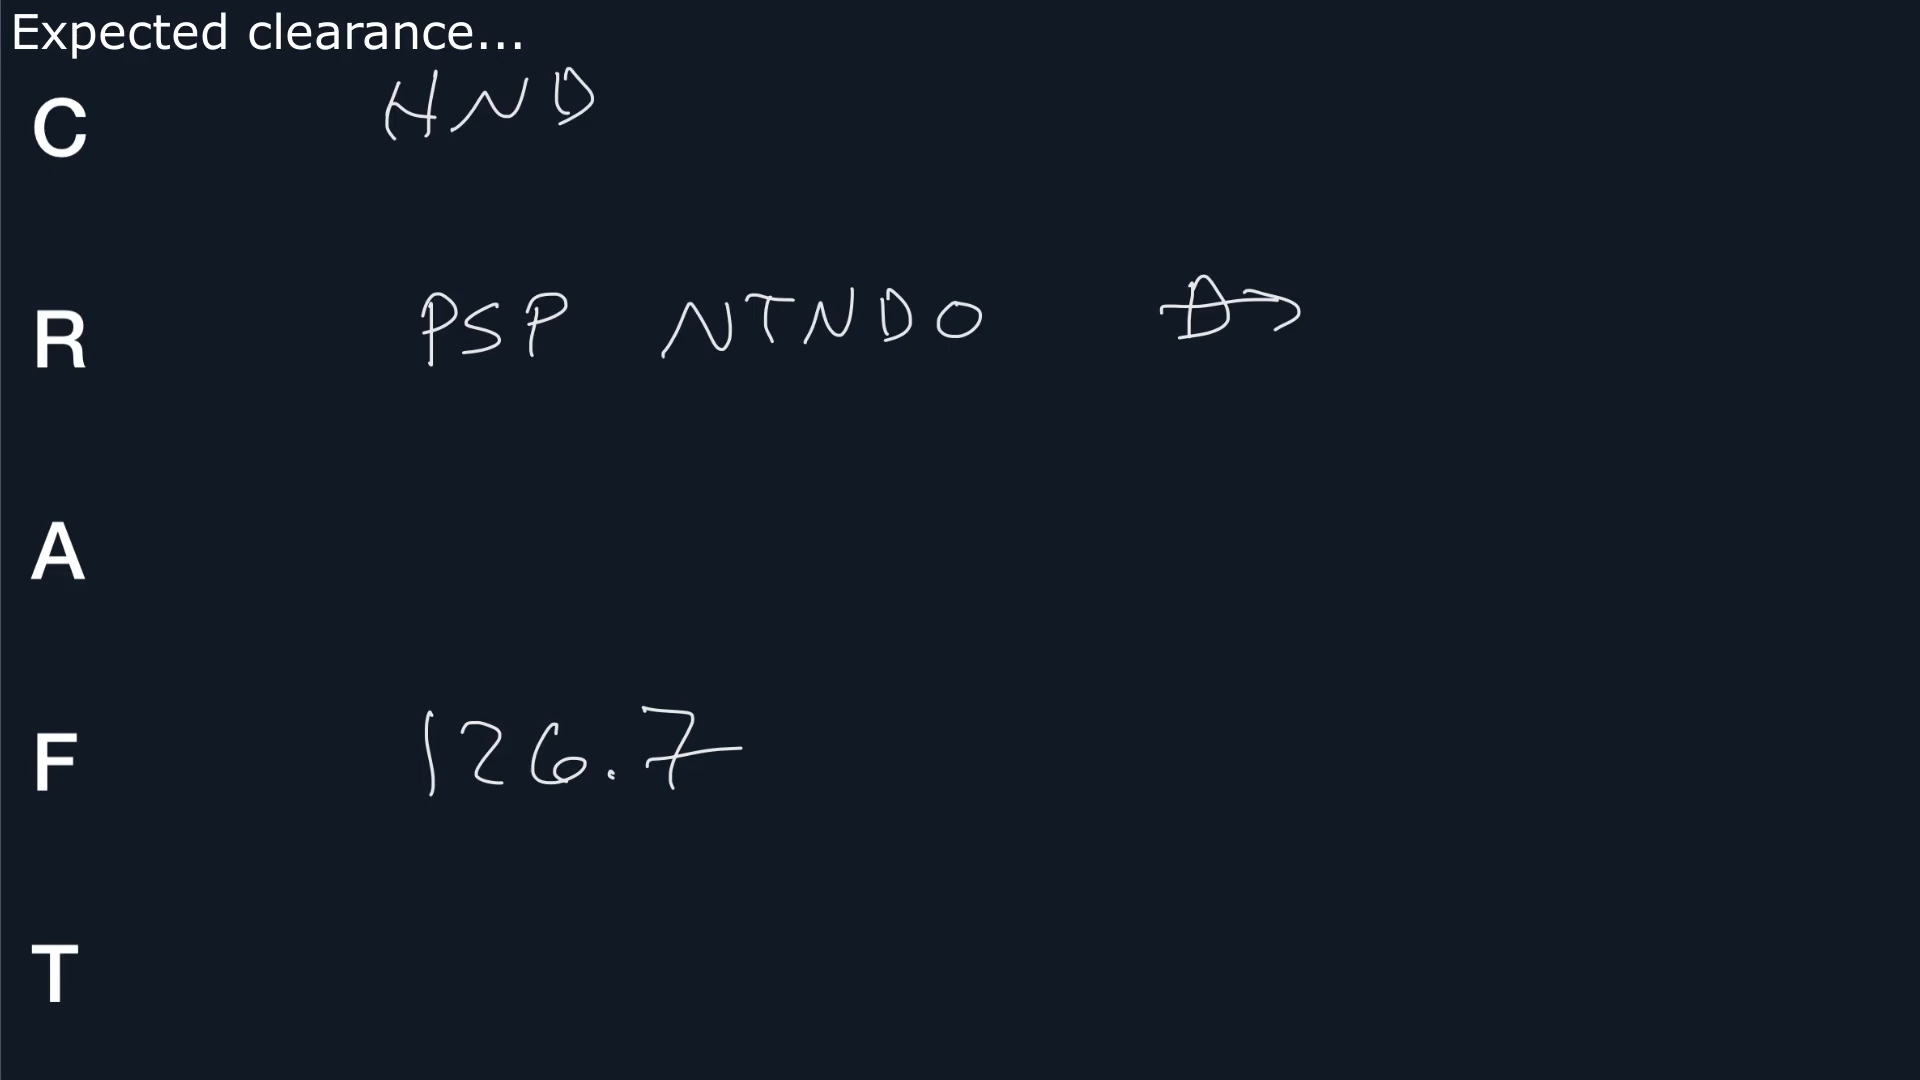 Expected clearance...
C HND
R PSP NTNDO D→
A
F 126.7
T